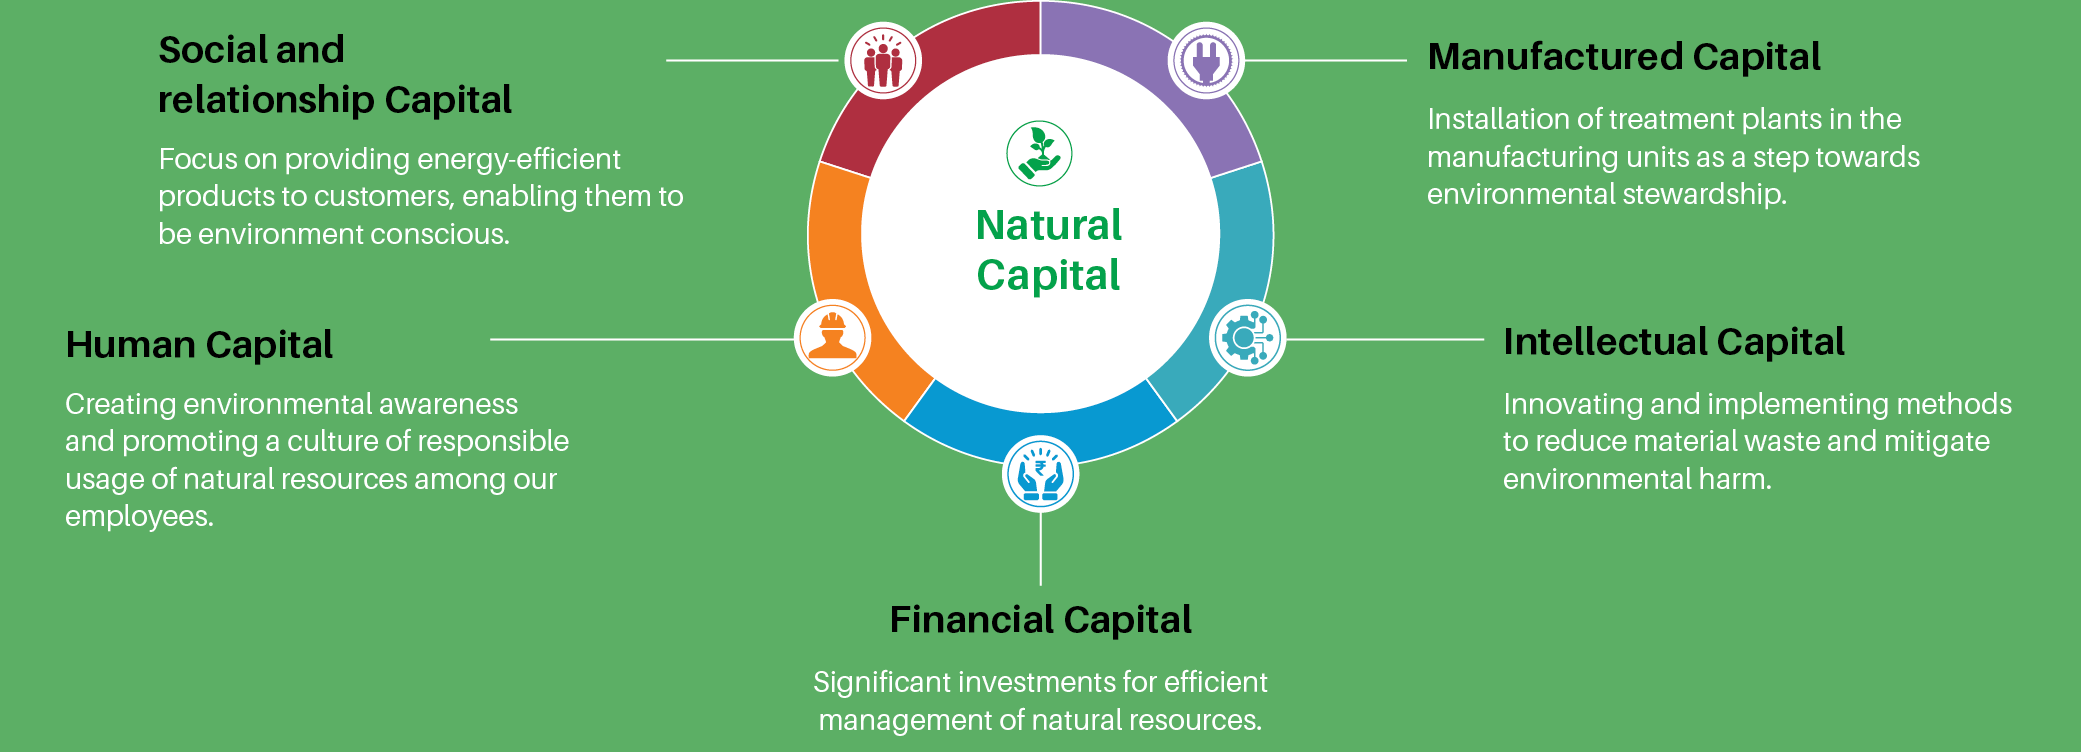 Social and
relationship Capital
Focus on providing energy-efficient
products to customers, enabling them to
be environment conscious.
Human Capital
Creating environmental awareness
and promoting a culture of responsible
usage of natural resources among our
employees.
Natural
Capital
₹
Financial Capital
Significant investments for efficient
management of natural resources.
Manufactured Capital
Installation of treatment plants in the
manufacturing units as a step towards
environmental stewardship.
Intellectual Capital
Innovating and implementing methods
to reduce material waste and mitigate
environmental harm.